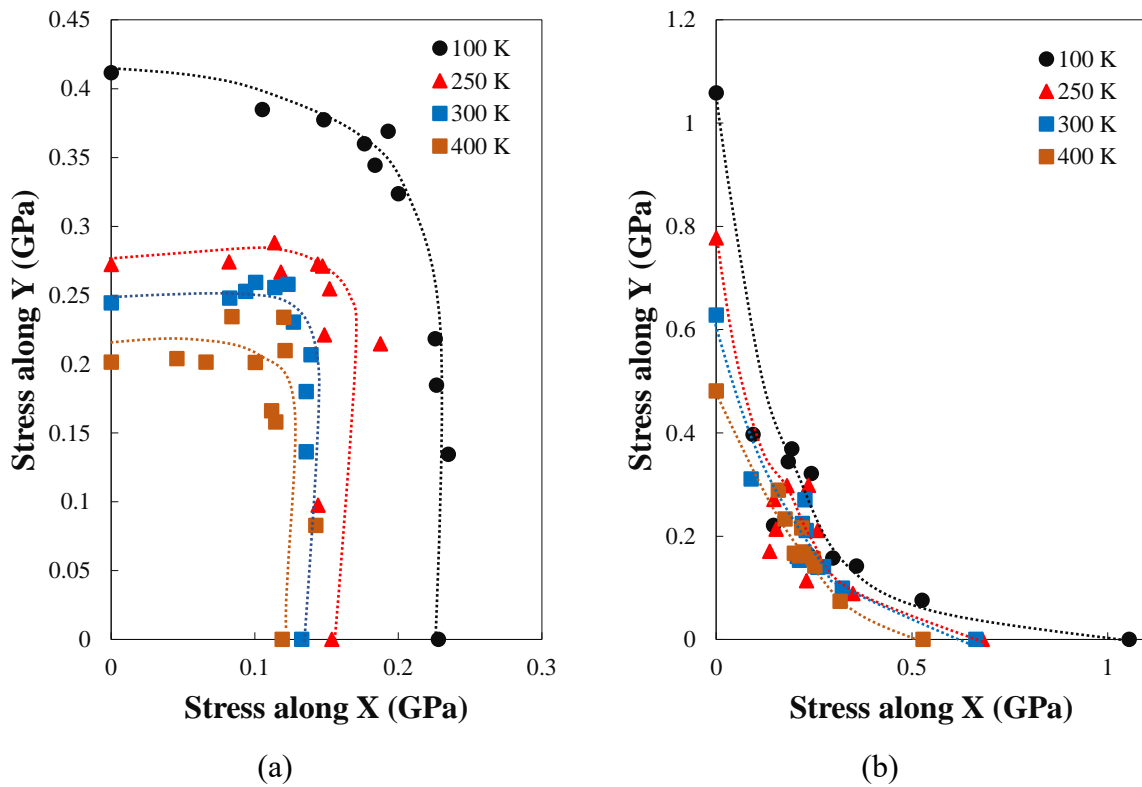 0.45
0.4
0.35
0.3
0.25
0.2
0.15
0.1
0.05
0
0
0.1
0.2
0.3
Stress along Y (GPa)
Stress along X (GPa)
100 K
250 K
300 K
400 K
(a)
1.2
1
0.8
0.6
0.4
0.2
0
0
0.5
1
Stress along Y (GPa)
Stress along X (GPa)
100 K
250 K
300 K
400 K
(b)